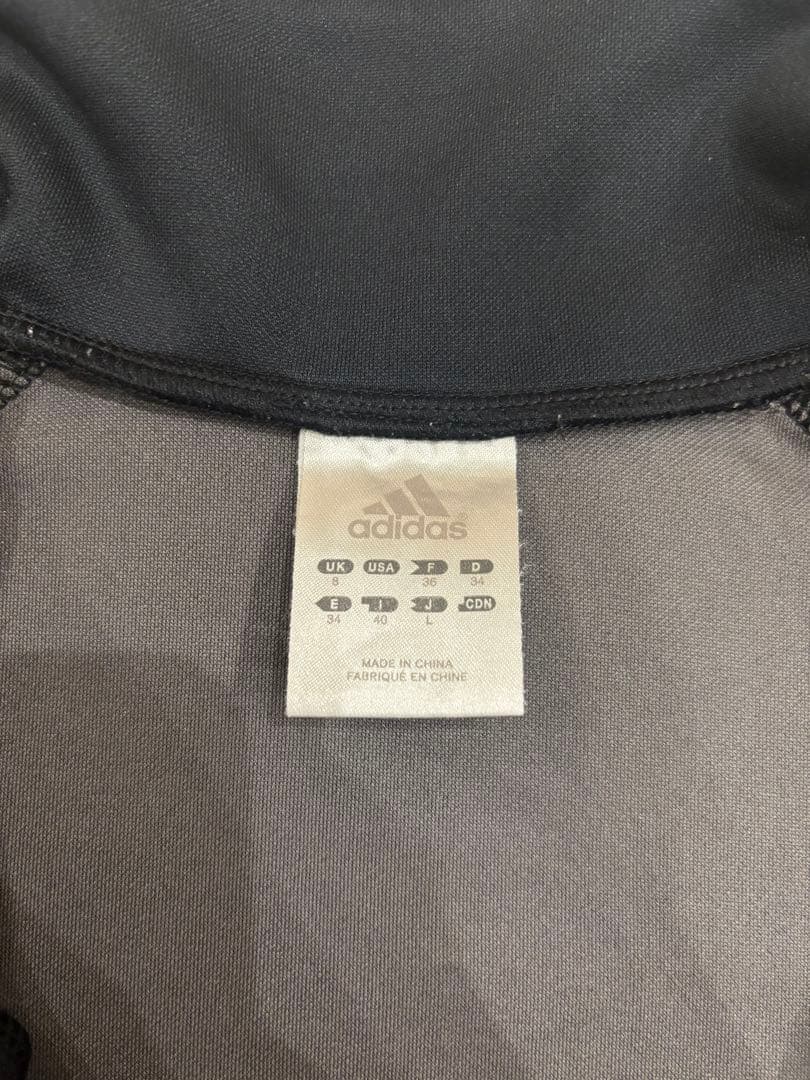 adidas®
UK USA F D
8 36 34
E I J CDN
34 40 L
MADE IN CHINA
FABRIQUÉ EN CHINE